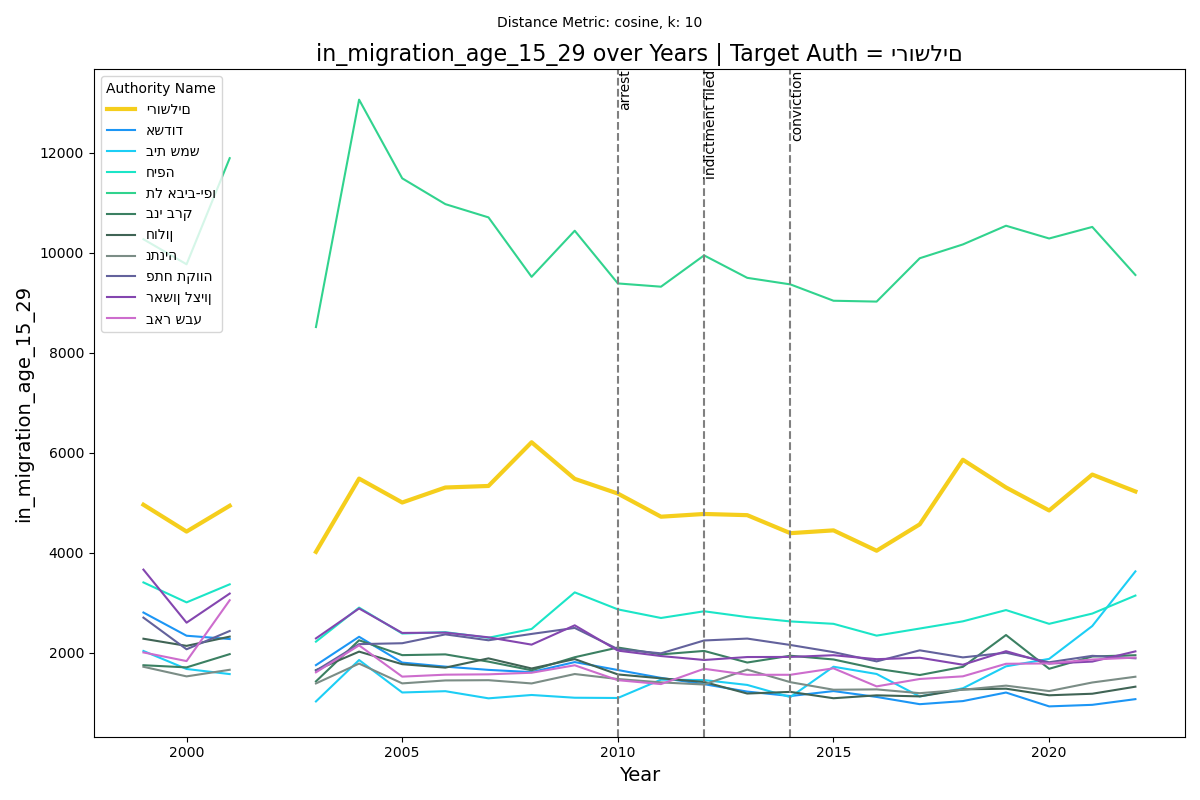 Distance Metric: cosine, k: 10
in_migration_age_15_29 over Years | Target Auth = ירושלים
Authority Name
ירושלים
אשדוד
בית שמש
חיפה
תל אביב-יפו
בני ברק
חולון
נתניה
פתח תקווה
ראשון לציון
באר שבע
arrest
indictment filed
conviction
12000
10000
8000
6000
4000
2000
in_migration_age_15_29
2000
2005
2010
2015
2020
Year